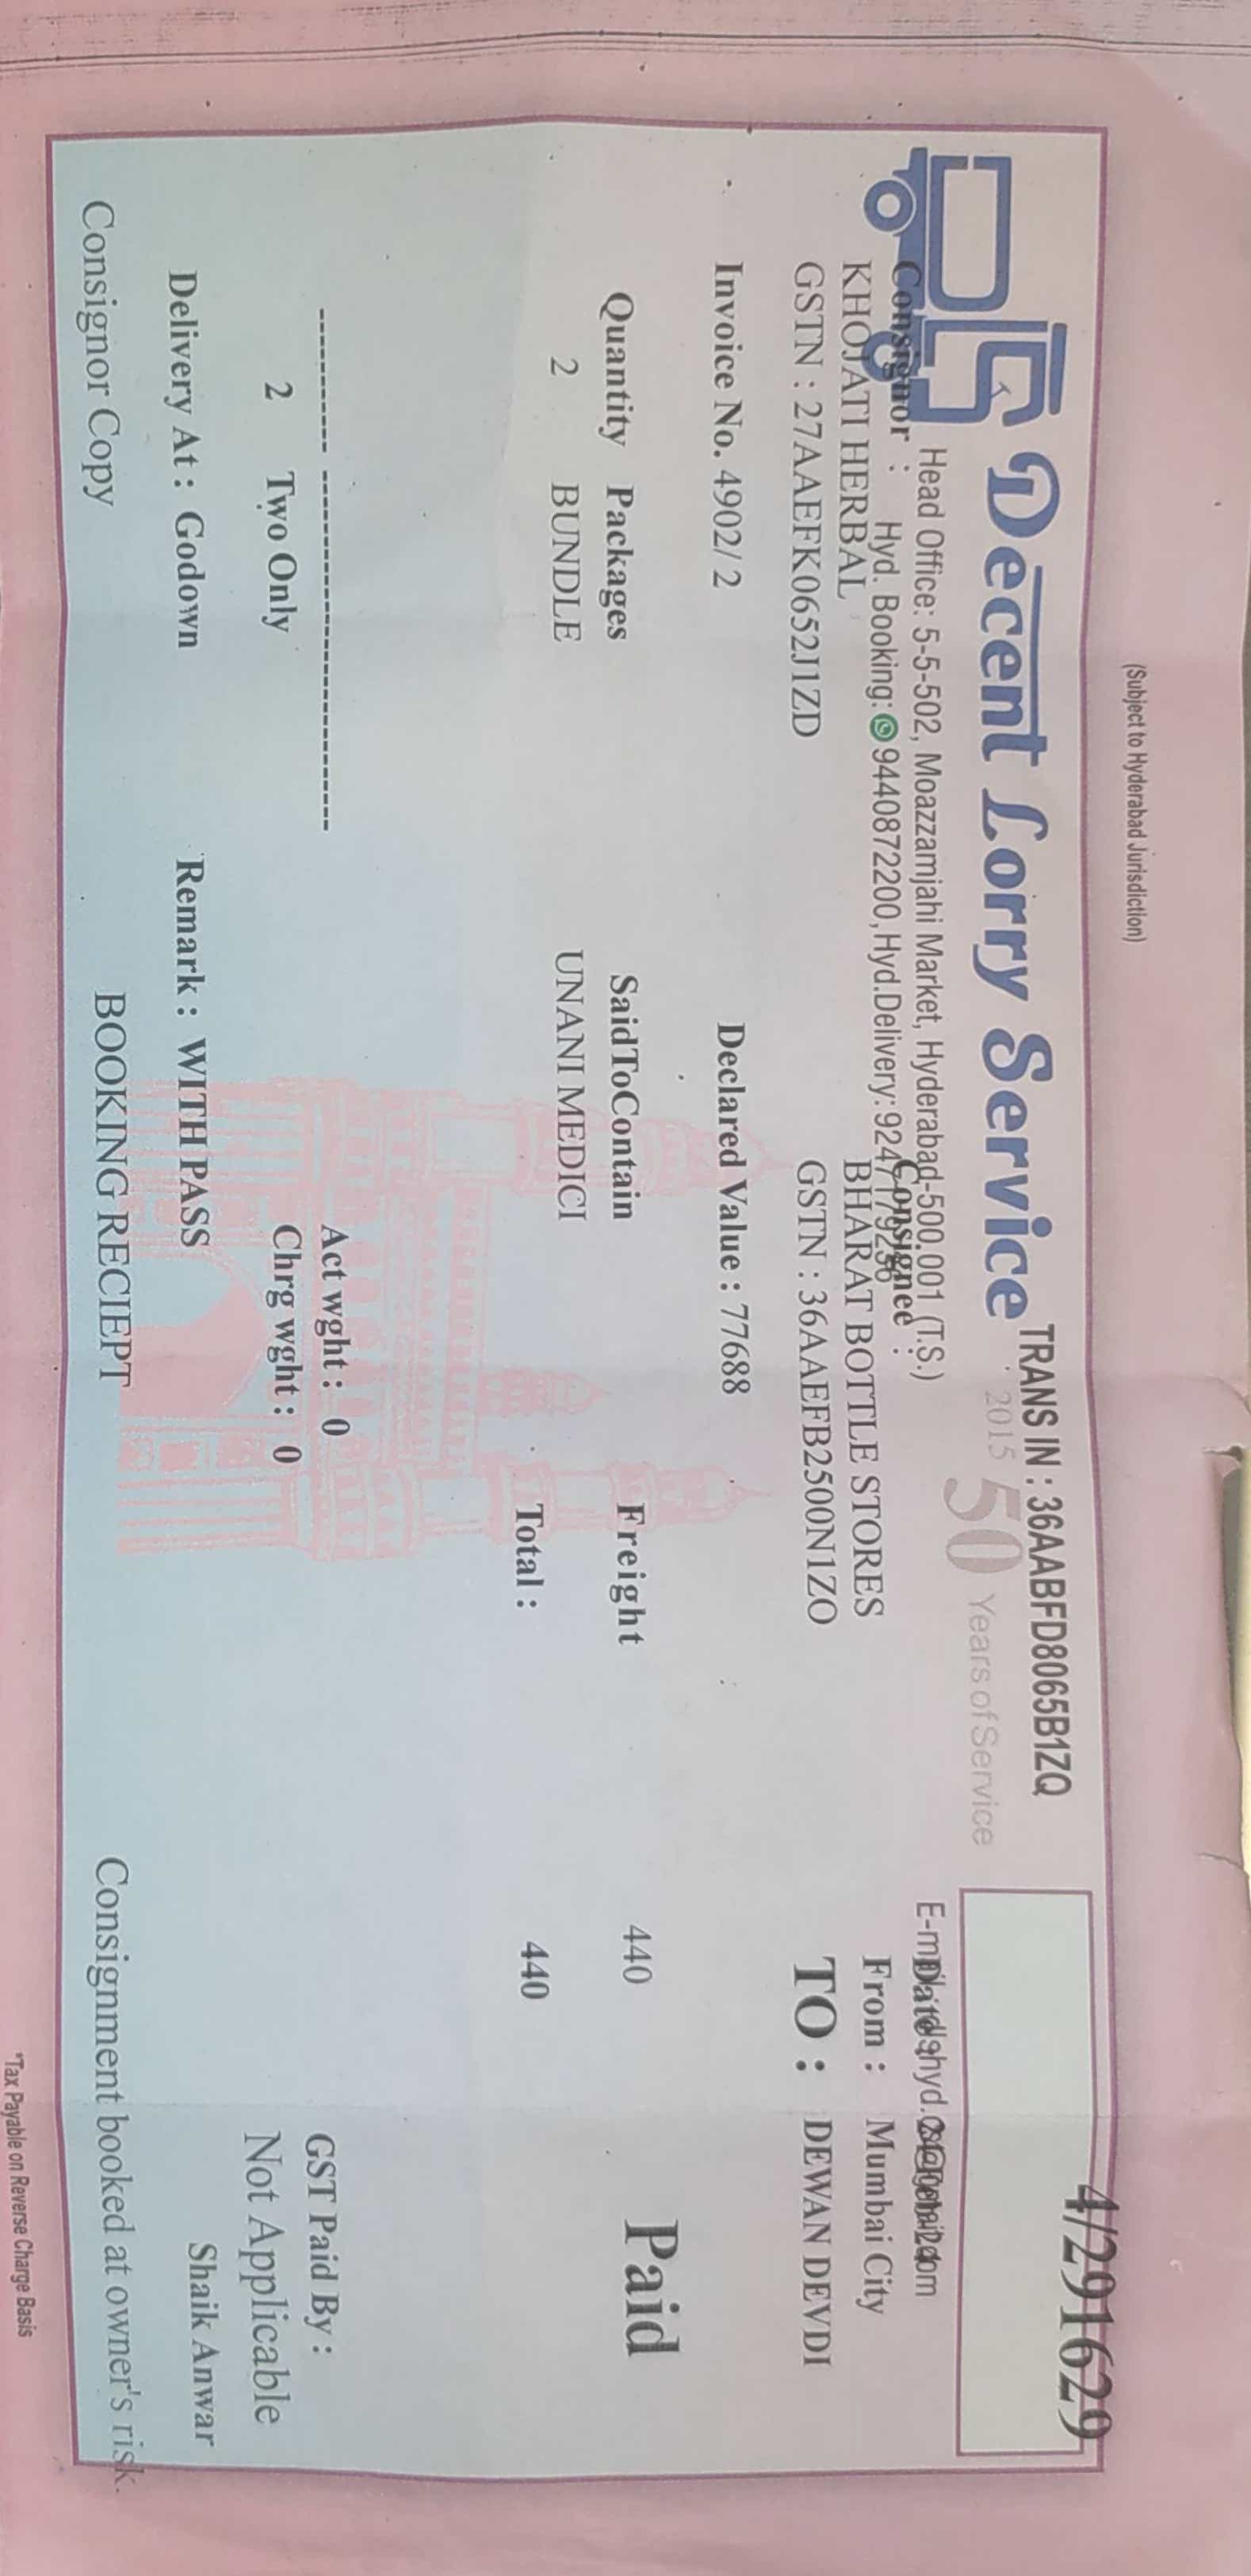 (Subject to Hyderabad Jurisdiction)
4/291629
TRANS IN : 36AABFD8065B1ZQ
Decent Lorry Service
2015 50 Years of Service
Head Office: 5-5-502, Moazzamjahi Market, Hyderabad-500.001 (T.S.)
Hyd. Booking: 9440872200, Hyd.Delivery:
Consignor :
Consignee :
Date
From : Mumbai City
KHOJATI HERBAL
BHARAT BOTTLE STORES
GSTN : 27AAEFK0652J1ZD
GSTN : 36AAEFB2500N1ZO
TO : DEWAN DEVDI
Invoice No. 4902/ 2
Declared Value : 77688
Quantity Packages SaidToContain Freight 440 Paid
2 BUNDLE UNANI MEDICI
Total : 440
Act wght : 0
GST Paid By :
2 Two Only
Chrg wght : 0
Not Applicable
Delivery At : Godown
Remark : WITH PASS
Shaik Anwar
Consignor Copy
BOOKING RECIEPT
Consignment booked at owner's risk.
*Tax Payable on Reverse Charge Basis